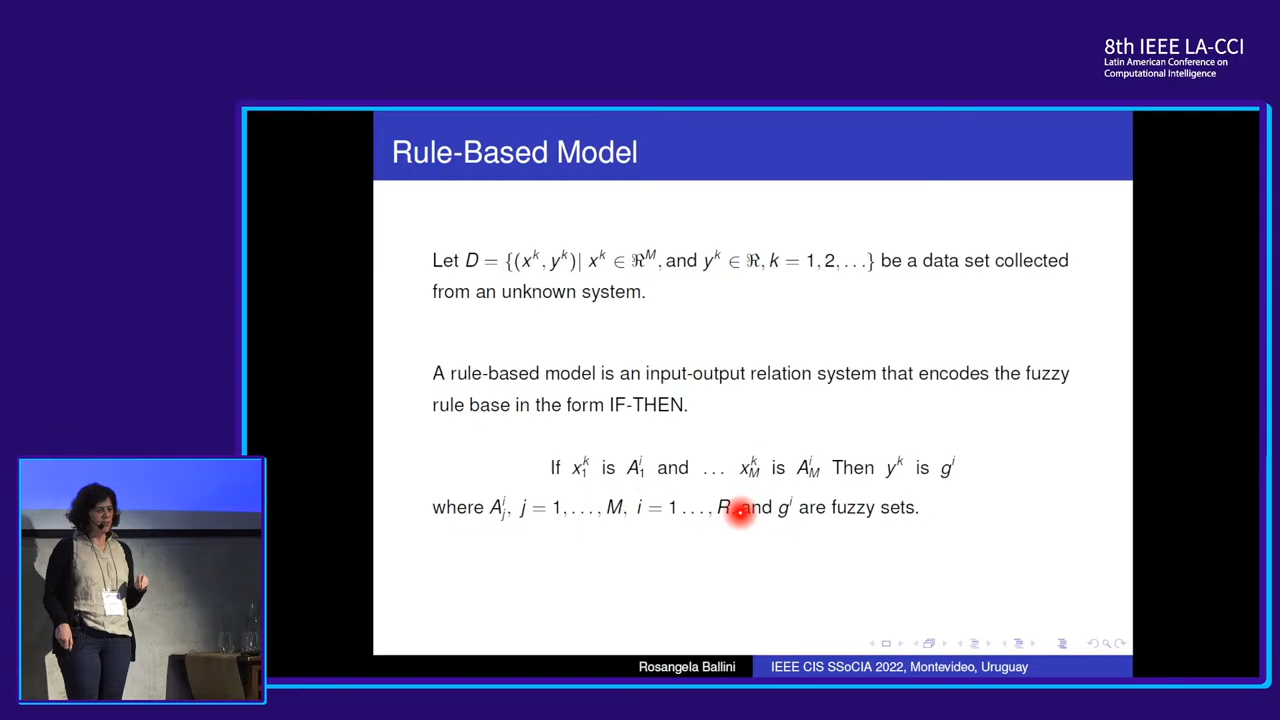 8th IEEE LA-CCI
Latin American Conference on
Computational Intelligence
Rule-Based Model
Let D = {(x^k, y^k)| x^k ∈ ℜ^M, and y^k ∈ ℜ, k = 1, 2, . . .} be a data set collected
from an unknown system.
A rule-based model is an input-output relation system that encodes the fuzzy
rule base in the form IF-THEN.
If x_1^k is A_1^i and . . . x_M^k is A_M^i Then y^k is g^i
where A_j^i, j = 1, . . . , M, i = 1 . . . , R and g^i are fuzzy sets.
Rosangela Ballini IEEE CIS SSoCIA 2022, Montevideo, Uruguay